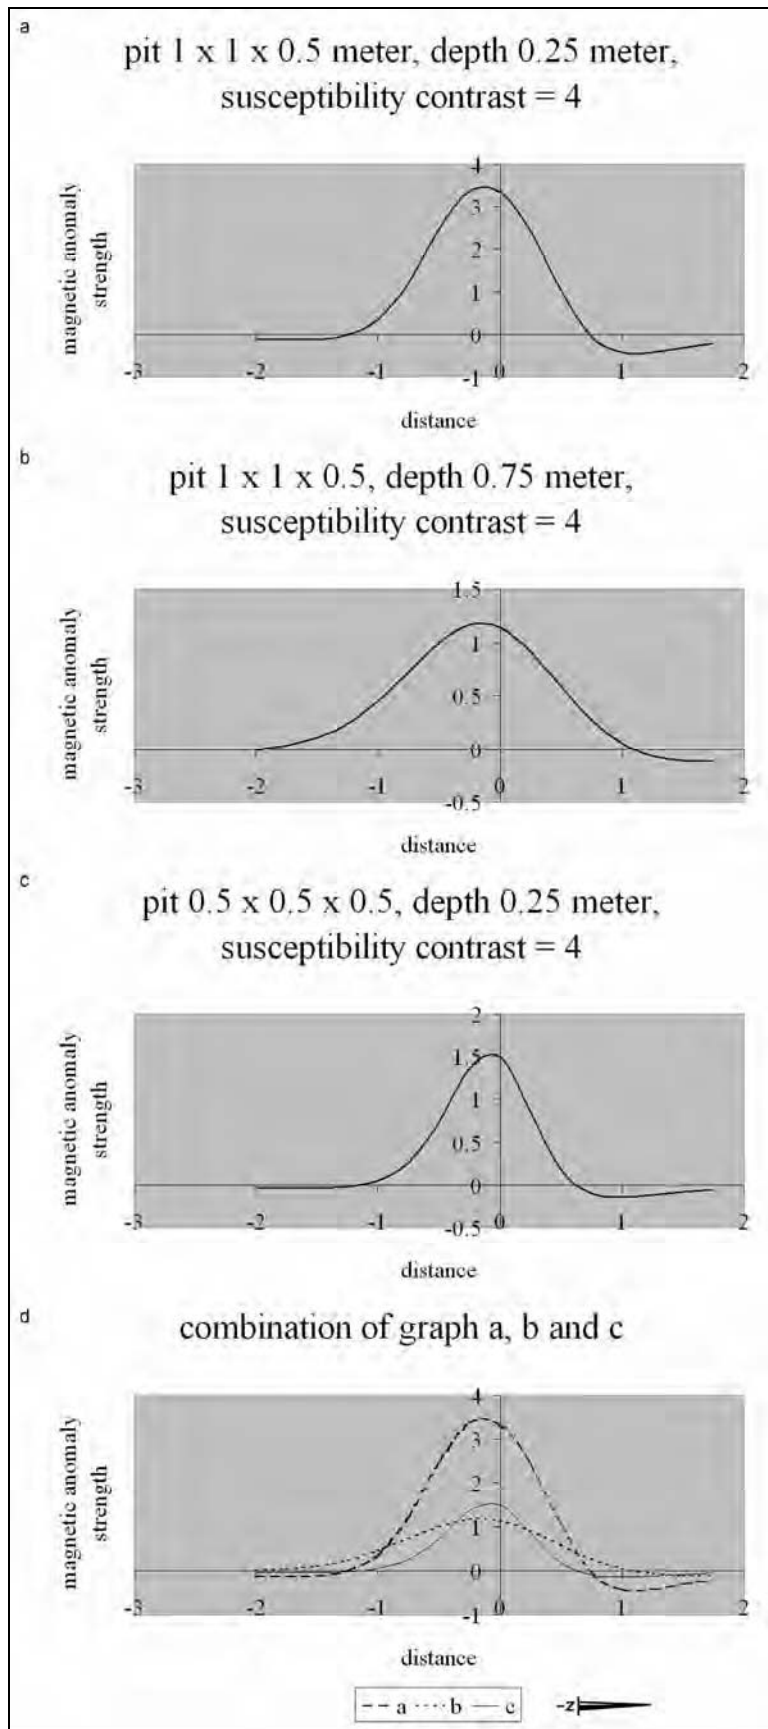 a
pit 1 x 1 x 0.5 meter, depth 0.25 meter,
susceptibility contrast = 4
magnetic anomaly
strength
4
3
2
1
0
-1
-3
-2
-1
0
1
2
distance
b
pit 1 x 1 x 0.5, depth 0.75 meter,
susceptibility contrast = 4
magnetic anomaly
strength
1.5
1
0.5
0
-0.5
-3
-2
-1
0
1
2
distance
c
pit 0.5 x 0.5 x 0.5, depth 0.25 meter,
susceptibility contrast = 4
magnetic anomaly
strength
2
1.5
1
0.5
0
-0.5
-3
-2
-1
0
1
2
distance
d
combination of graph a, b and c
magnetic anomaly
strength
4
3
2
1
0
-1
-3
-2
-1
0
1
2
distance
a b c
z